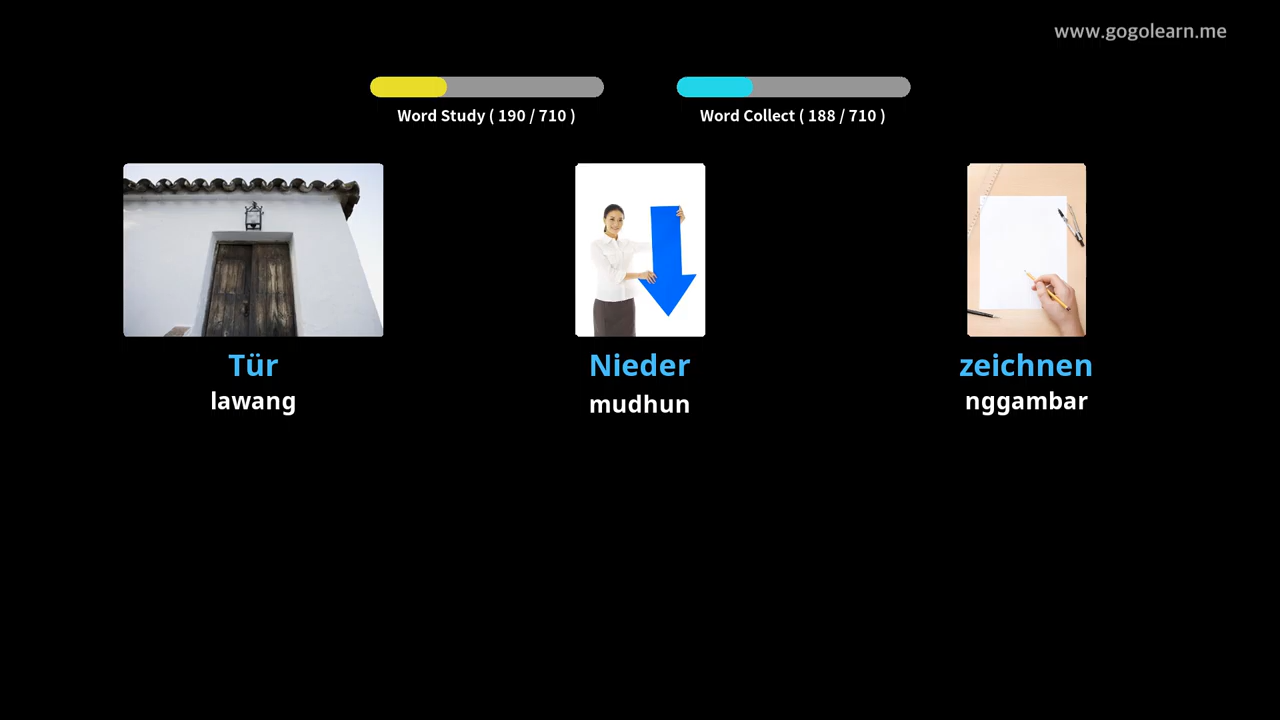 www.gogolearn.me
Word Study ( 190 / 710 )
Word Collect ( 188 / 710 )
Tür
lawang
Nieder
mudhun
zeichnen
nggambar